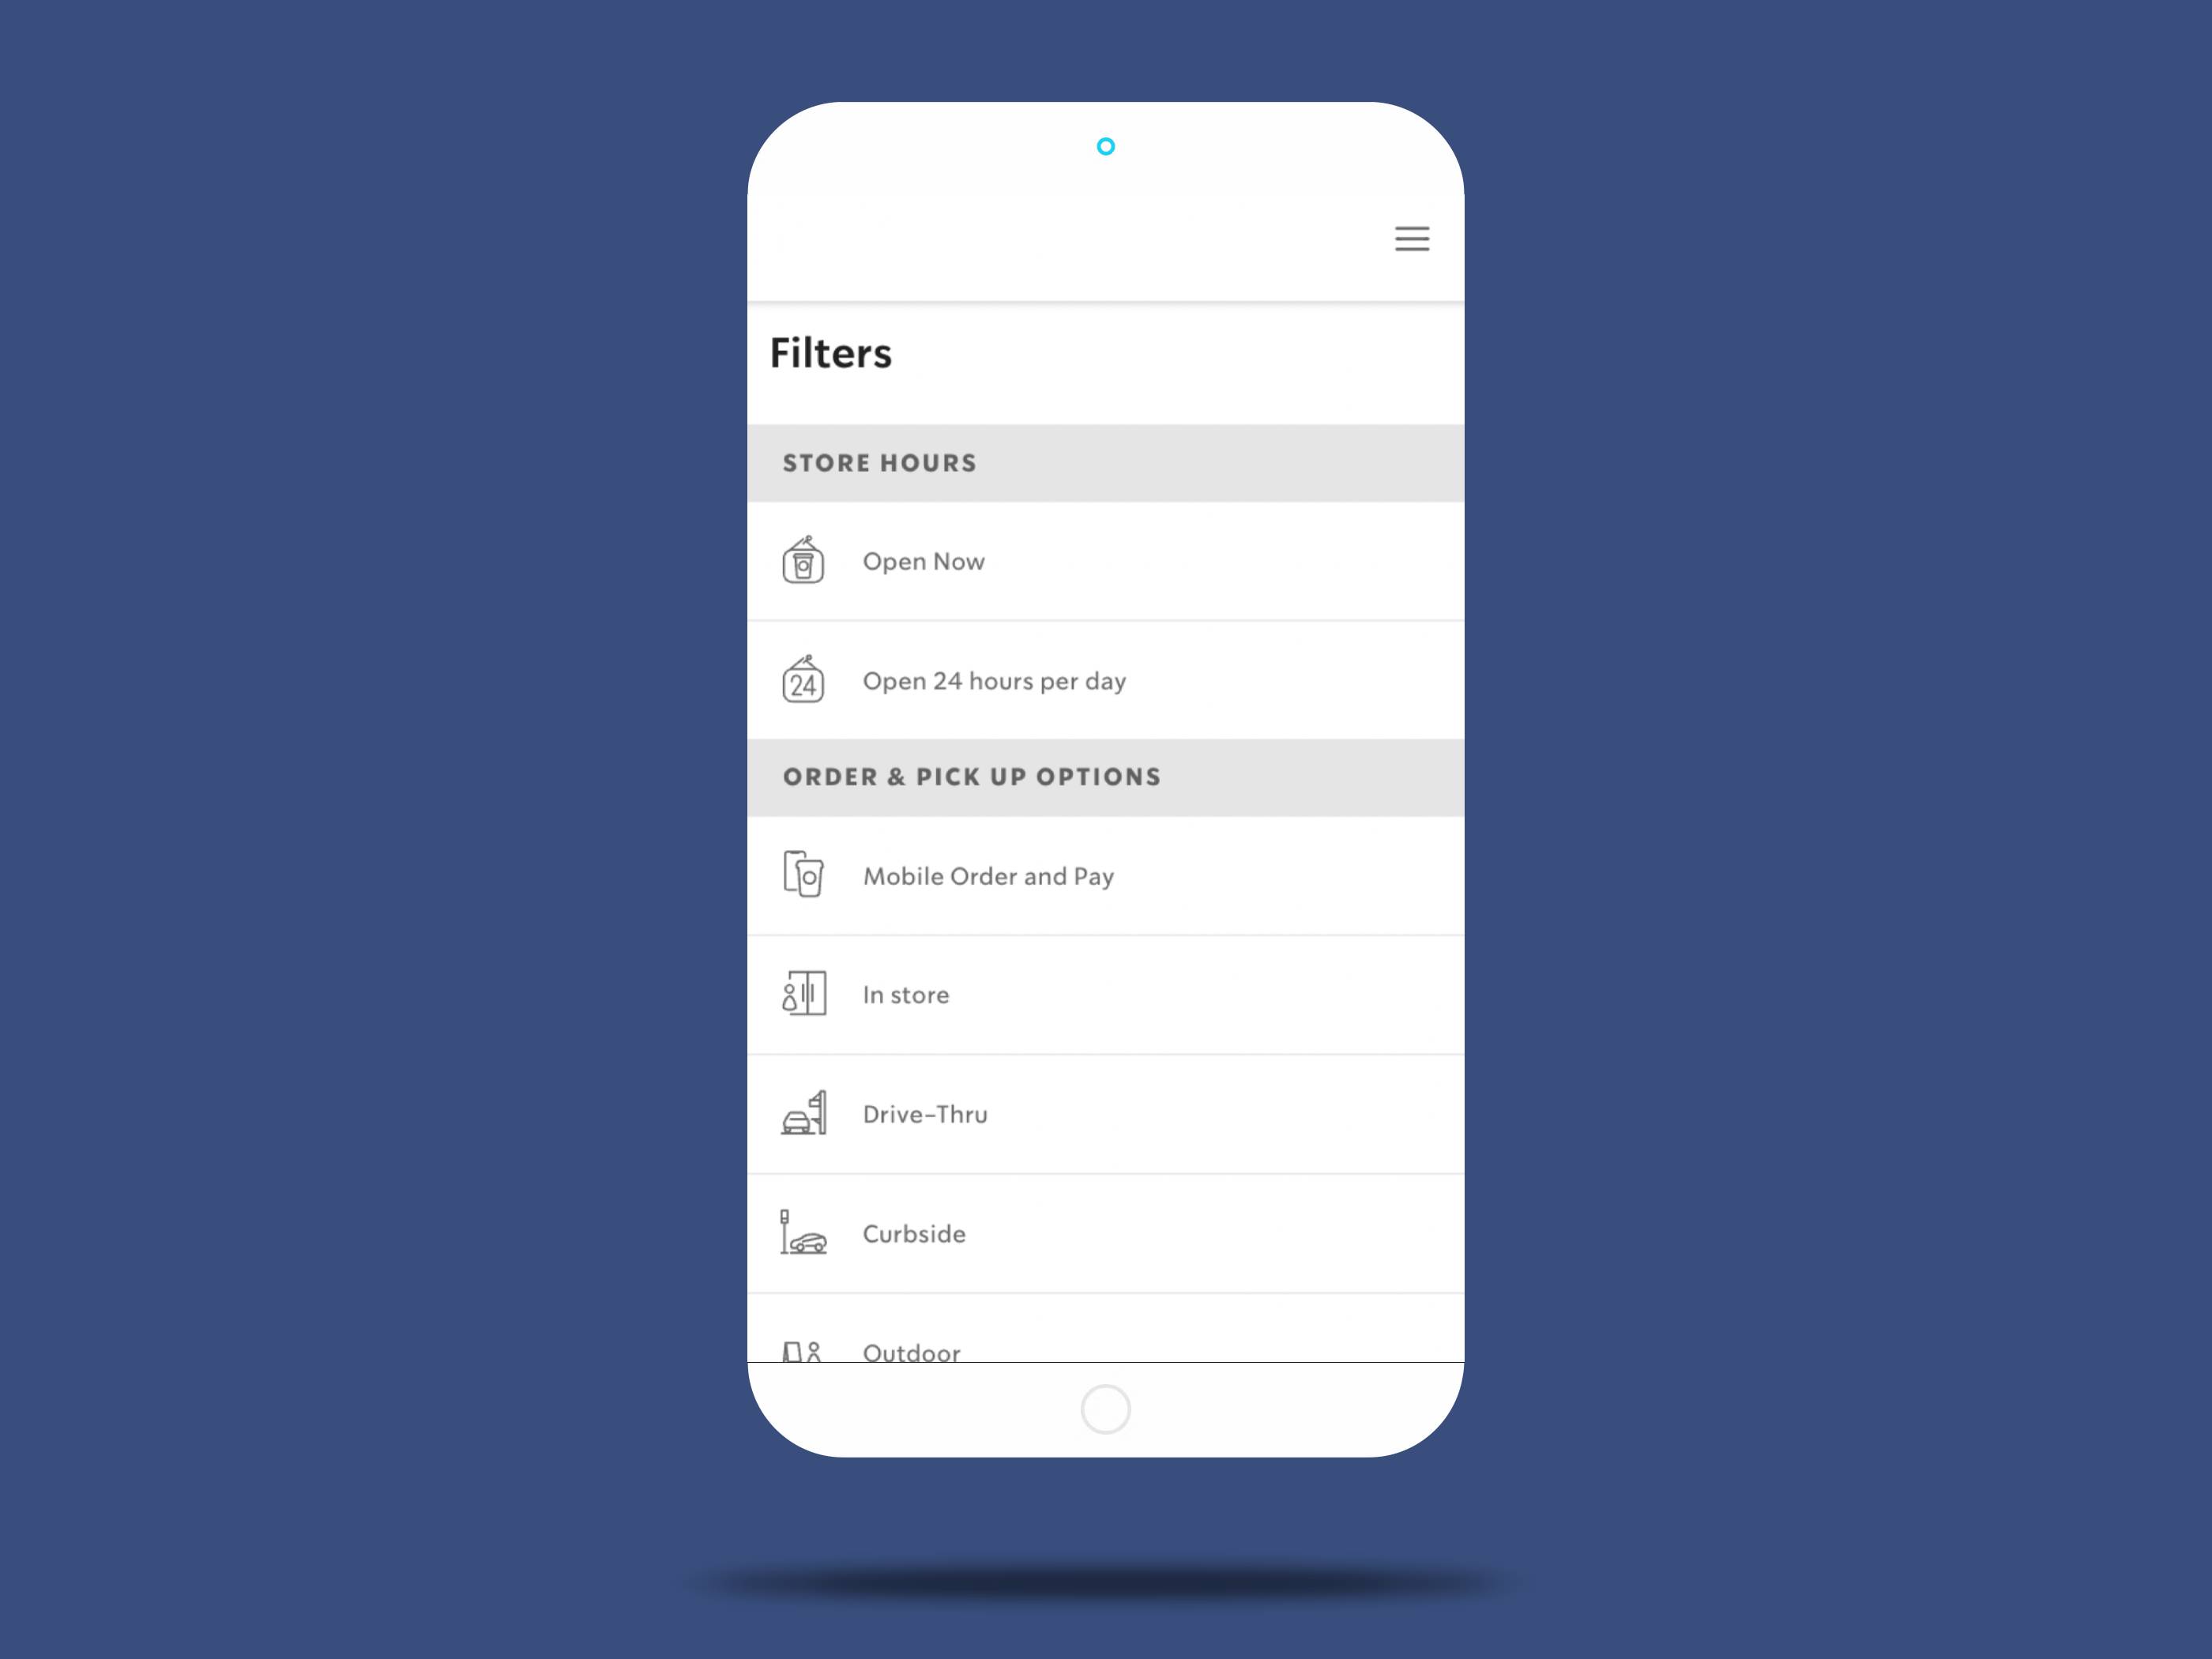 Filters
STORE HOURS
Open Now
24
Open 24 hours per day
ORDER & PICK UP OPTIONS
Mobile Order and Pay
In store
Drive-Thru
Curbside
Outdoor